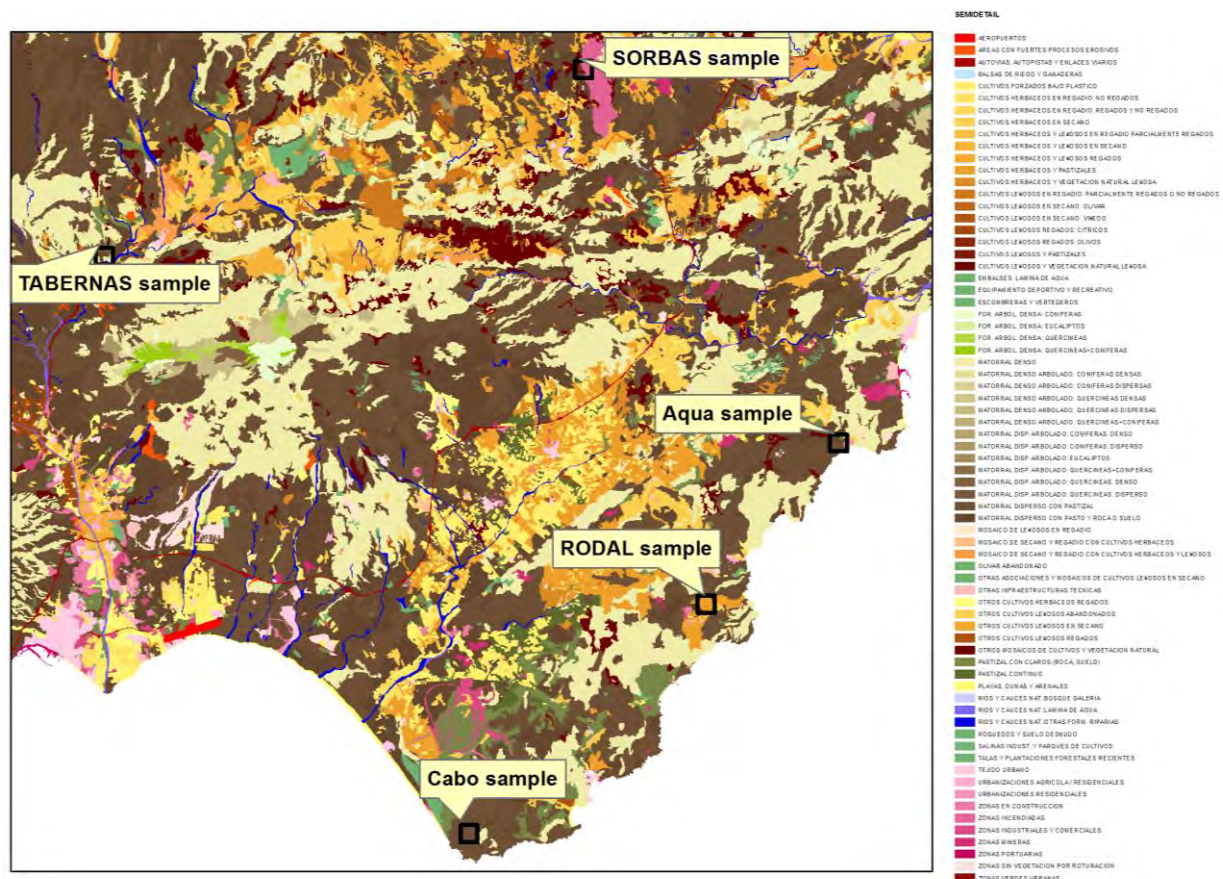 SEMIDETAIL
SORBAS sample
TABERNAS sample
Aqua sample
RODAL sample
Cabo sample
AEROPUERTOS
AREAS CON FUERTES PROCESOS EROSIVOS
AUTOVIAS, AUTOPISTAS Y ENLACES VIARIOS
BALSAS DE RIEGO Y GANADERAS
CULTIVOS FORZADOS BAJO PLASTICO
CULTIVOS HERBACEOS EN REGADIO: NO REGADOS
CULTIVOS HERBACEOS EN REGADIO: REGADOS Y NO REGADOS
CULTIVOS HERBACEOS EN SECANO
CULTIVOS HERBACEOS Y LEÑOSOS EN REGADIO PARCIALMENTE REGADOS
CULTIVOS HERBACEOS Y LEÑOSOS EN SECANO
CULTIVOS HERBACEOS Y LEÑOSOS REGADOS
CULTIVOS HERBACEOS Y PASTIZALES
CULTIVOS HERBACEOS Y VEGETACION NATURAL LEÑOSA
CULTIVOS LEÑOSOS EN REGADIO: PARCIALMENTE REGADOS O NO REGADOS
CULTIVOS LEÑOSOS EN SECANO: OLIVAR
CULTIVOS LEÑOSOS EN SECANO: VIÑEDO
CULTIVOS LEÑOSOS REGADOS: CITRICOS
CULTIVOS LEÑOSOS REGADOS: OLIVOS
CULTIVOS LEÑOSOS Y PASTIZALES
CULTIVOS LEÑOSOS Y VEGETACION NATURAL LEÑOSA
EMBALSES: LAMINA DE AGUA
EQUIPAMIENTO DEPORTIVO Y RECREATIVO
ESCOMBRERAS Y VERTEDEROS
FOR. ARBOL. DENSA: CONIFERAS
FOR. ARBOL. DENSA: EUCALIPTOS
FOR. ARBOL. DENSA: QUERCINEAS
FOR. ARBOL. DENSA: QUERCINEAS+CONIFERAS
MATORRAL DENSO
MATORRAL DENSO ARBOLADO: CONIFERAS DENSAS
MATORRAL DENSO ARBOLADO: CONIFERAS DISPERSAS
MATORRAL DENSO ARBOLADO: QUERCINEAS DENSAS
MATORRAL DENSO ARBOLADO: QUERCINEAS DISPERSAS
MATORRAL DENSO ARBOLADO: QUERCINEAS+CONIFERAS
MATORRAL DISP. ARBOLADO: CONIFERAS. DENSO
MATORRAL DISP. ARBOLADO: CONIFERAS. DISPERSO
MATORRAL DISP. ARBOLADO: EUCALIPTOS
MATORRAL DISP. ARBOLADO: QUERCINEAS+CONIFERAS
MATORRAL DISP. ARBOLADO: QUERCINEAS. DENSO
MATORRAL DISP. ARBOLADO: QUERCINEAS. DISPERSO
MATORRAL DISPERSO CON PASTIZAL
MATORRAL DISPERSO CON PASTO Y ROCA O SUELO
MOSAICO DE LEÑOSOS EN REGADIO
MOSAICO DE SECANO Y REGADIO CON CULTIVOS HERBACEOS
MOSAICO DE SECANO Y REGADIO CON CULTIVOS HERBACEOS Y LEÑOSOS
OLIVAR ABANDONADO
OTRAS ASOCIACIONES Y MOSAICOS DE CULTIVOS LEÑOSOS EN SECANO
OTRAS INFRAESTRUCTURAS TECNICAS
OTROS CULTIVOS HERBACEOS REGADOS
OTROS CULTIVOS LEÑOSOS ABANDONADOS
OTROS CULTIVOS LEÑOSOS EN SECANO
OTROS CULTIVOS LEÑOSOS REGADOS
OTROS MOSAICOS DE CULTIVOS Y VEGETACION NATURAL
PASTIZAL CON CLAROS (ROCA, SUELO)
PASTIZAL CONTINUO
PLAYAS, DUNAS Y ARENALES
RIOS Y CAUCES NAT.:BOSQUE GALERIA
RIOS Y CAUCES NAT.:LAMINA DE AGUA
RIOS Y CAUCES NAT.:OTRAS FORM. RIPARIAS
ROQUEDOS Y SUELO DESNUDO
SALINAS INDUST. Y PARQUES DE CULTIVOS
TALAS Y PLANTACIONES FORESTALES RECIENTES
TEJIDO URBANO
URBANIZACIONES AGRICOLA / RESIDENCIALES
URBANIZACIONES RESIDENCIALES
ZONAS EN CONSTRUCCION
ZONAS INCENDIADAS
ZONAS INDUSTRIALES Y COMERCIALES
ZONAS MINERAS
ZONAS PORTUARIAS
ZONAS SIN VEGETACION POR ROTURACION
ZONAS VERDES URBANAS